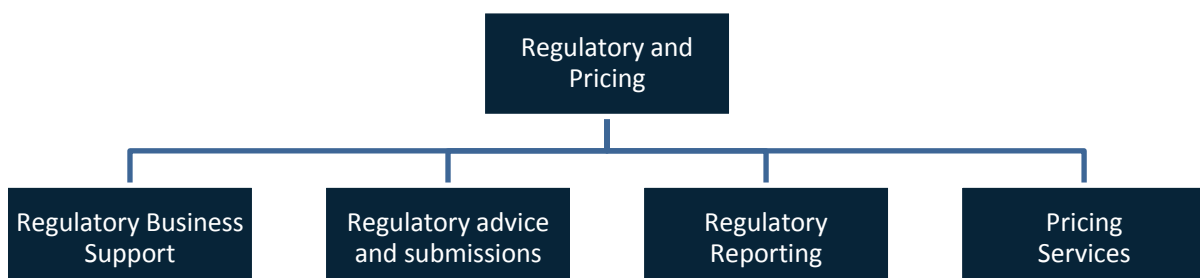 Regulatory and
Pricing
Regulatory Business
Support
Regulatory advice
and submissions
Regulatory
Reporting
Pricing
Services